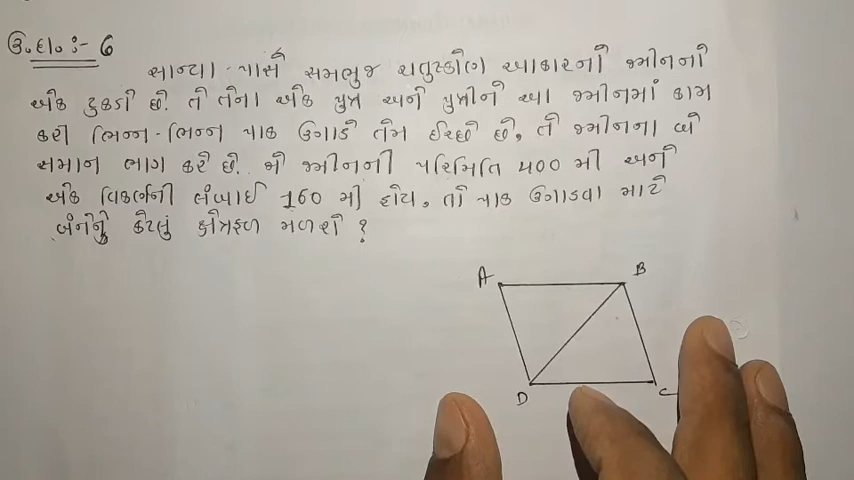 ઉ.દા. :- 6
સાન્યા પાસે સમભુજ ચતુષ્કોણ આકારની જમીનનો
એક ટુકડો છે. તો તેના એક પુત્ર અને પુત્રીને આ જમીનમાં કામ
કરી ભિન્ન-ભિન્ન પાક ઉગાડે તેમ ઈચ્છે છે, તો જમીનના બે
સમાન ભાગ કરે છે. જો જમીનની પરિમિતિ 400 મી અને
એક વિકર્ણની લંબાઈ 160 મી હોય, તો પાક ઉગાડવા માટે
બંનેનું કેટલું ક્ષેત્રફળ મળશે ?
A B
D C